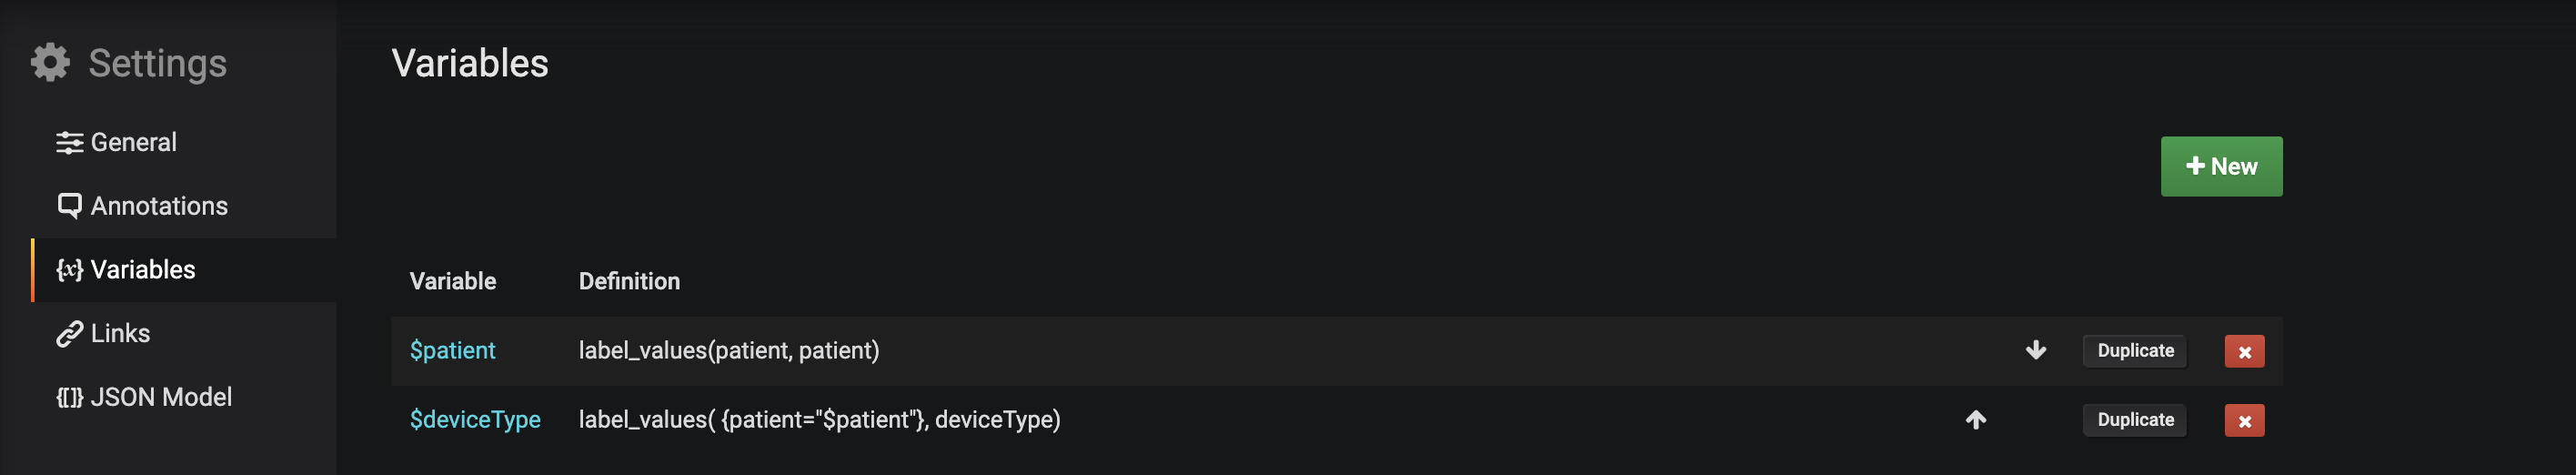 Settings
General
Annotations
{x} Variables
Links
{[]} JSON Model
Variables
+ New
Variable Definition
$patient label_values(patient, patient) Duplicate ×
$deviceType label_values( {patient="$patient"}, deviceType) Duplicate ×